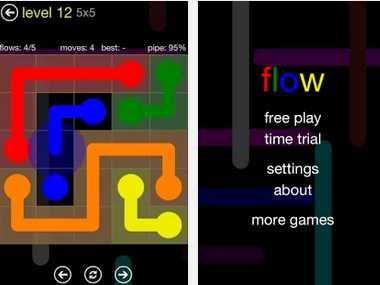 level 12 5x5
flows: 4/5 moves: 4 best: - pipe: 95%
flow
free play
time trial
settings
about
more games